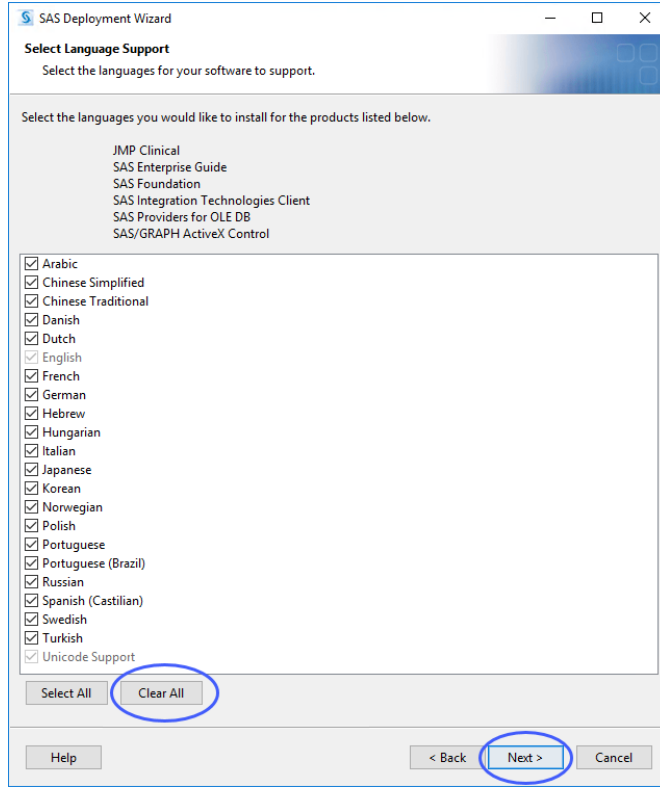 SAS Deployment Wizard
Select Language Support
Select the languages for your software to support.
Select the languages you would like to install for the products listed below.
JMP Clinical
SAS Enterprise Guide
SAS Foundation
SAS Integration Technologies Client
SAS Providers for OLE DB
SAS/GRAPH ActiveX Control
Arabic
Chinese Simplified
Chinese Traditional
Danish
Dutch
English
French
German
Hebrew
Hungarian
Italian
Japanese
Korean
Norwegian
Polish
Portuguese
Portuguese (Brazil)
Russian
Spanish (Castilian)
Swedish
Turkish
Unicode Support
Select All Clear All
Help < Back Next > Cancel